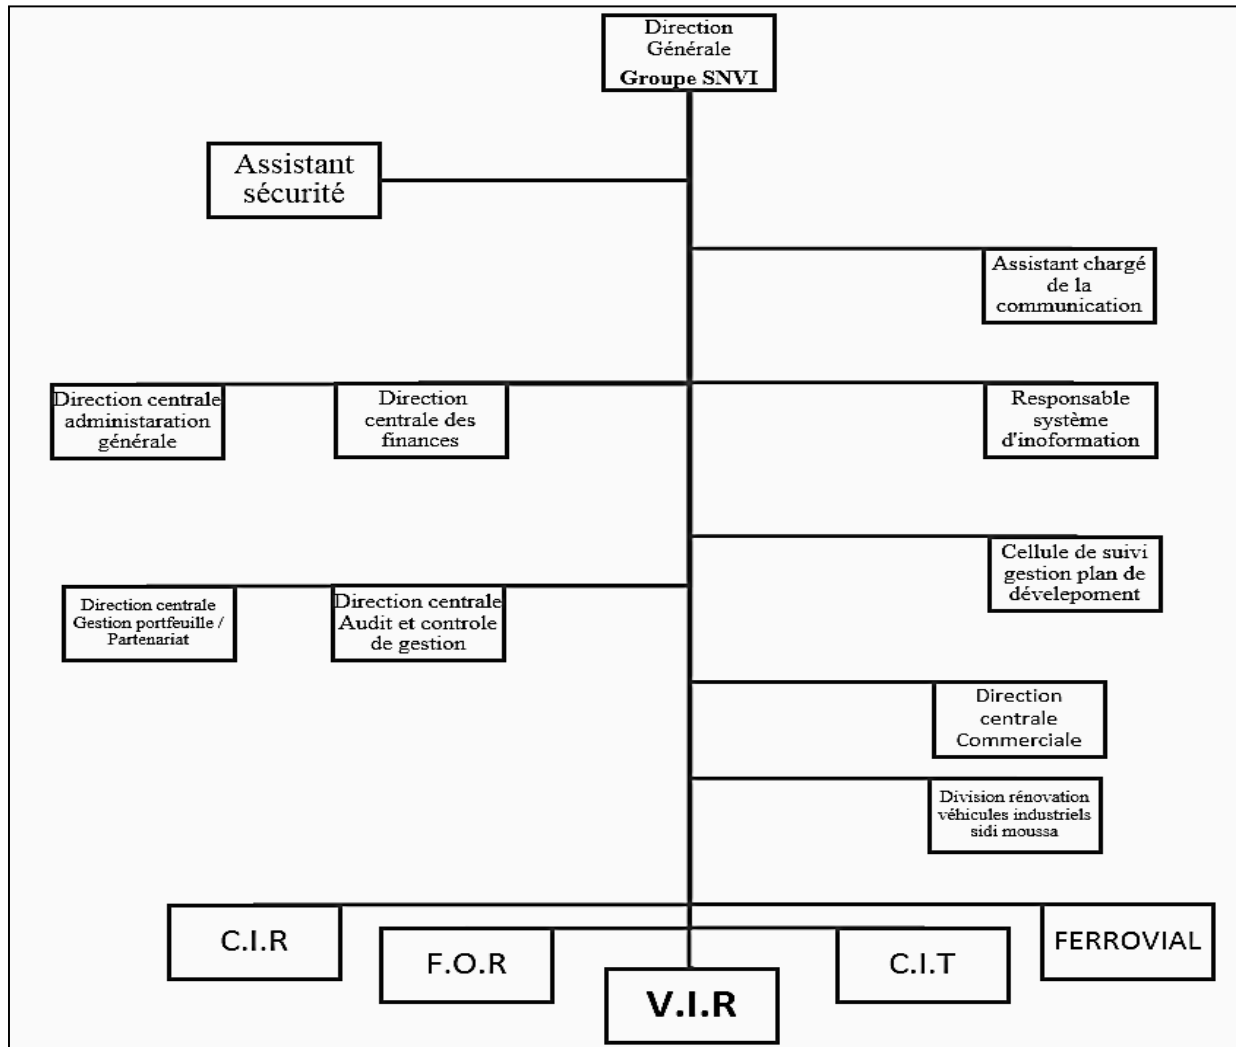 Direction
Générale
Groupe SNVI
Assistant
sécurité
Assistant chargé
de la
communication
Direction centrale
administaration
générale
Direction
centrale des
finances
Responsable
système
d'inoformation
Cellule de suivi
gestion plan de
dévelepoment
Direction centrale
Gestion portfeuille /
Partenariat
Direction centrale
Audit et controle
de gestion
Direction
centrale
Commerciale
Division rénovation
véhicules industriels
sidi moussa
C.I.R
F.O.R
V.I.R
C.I.T
FERROVIAL